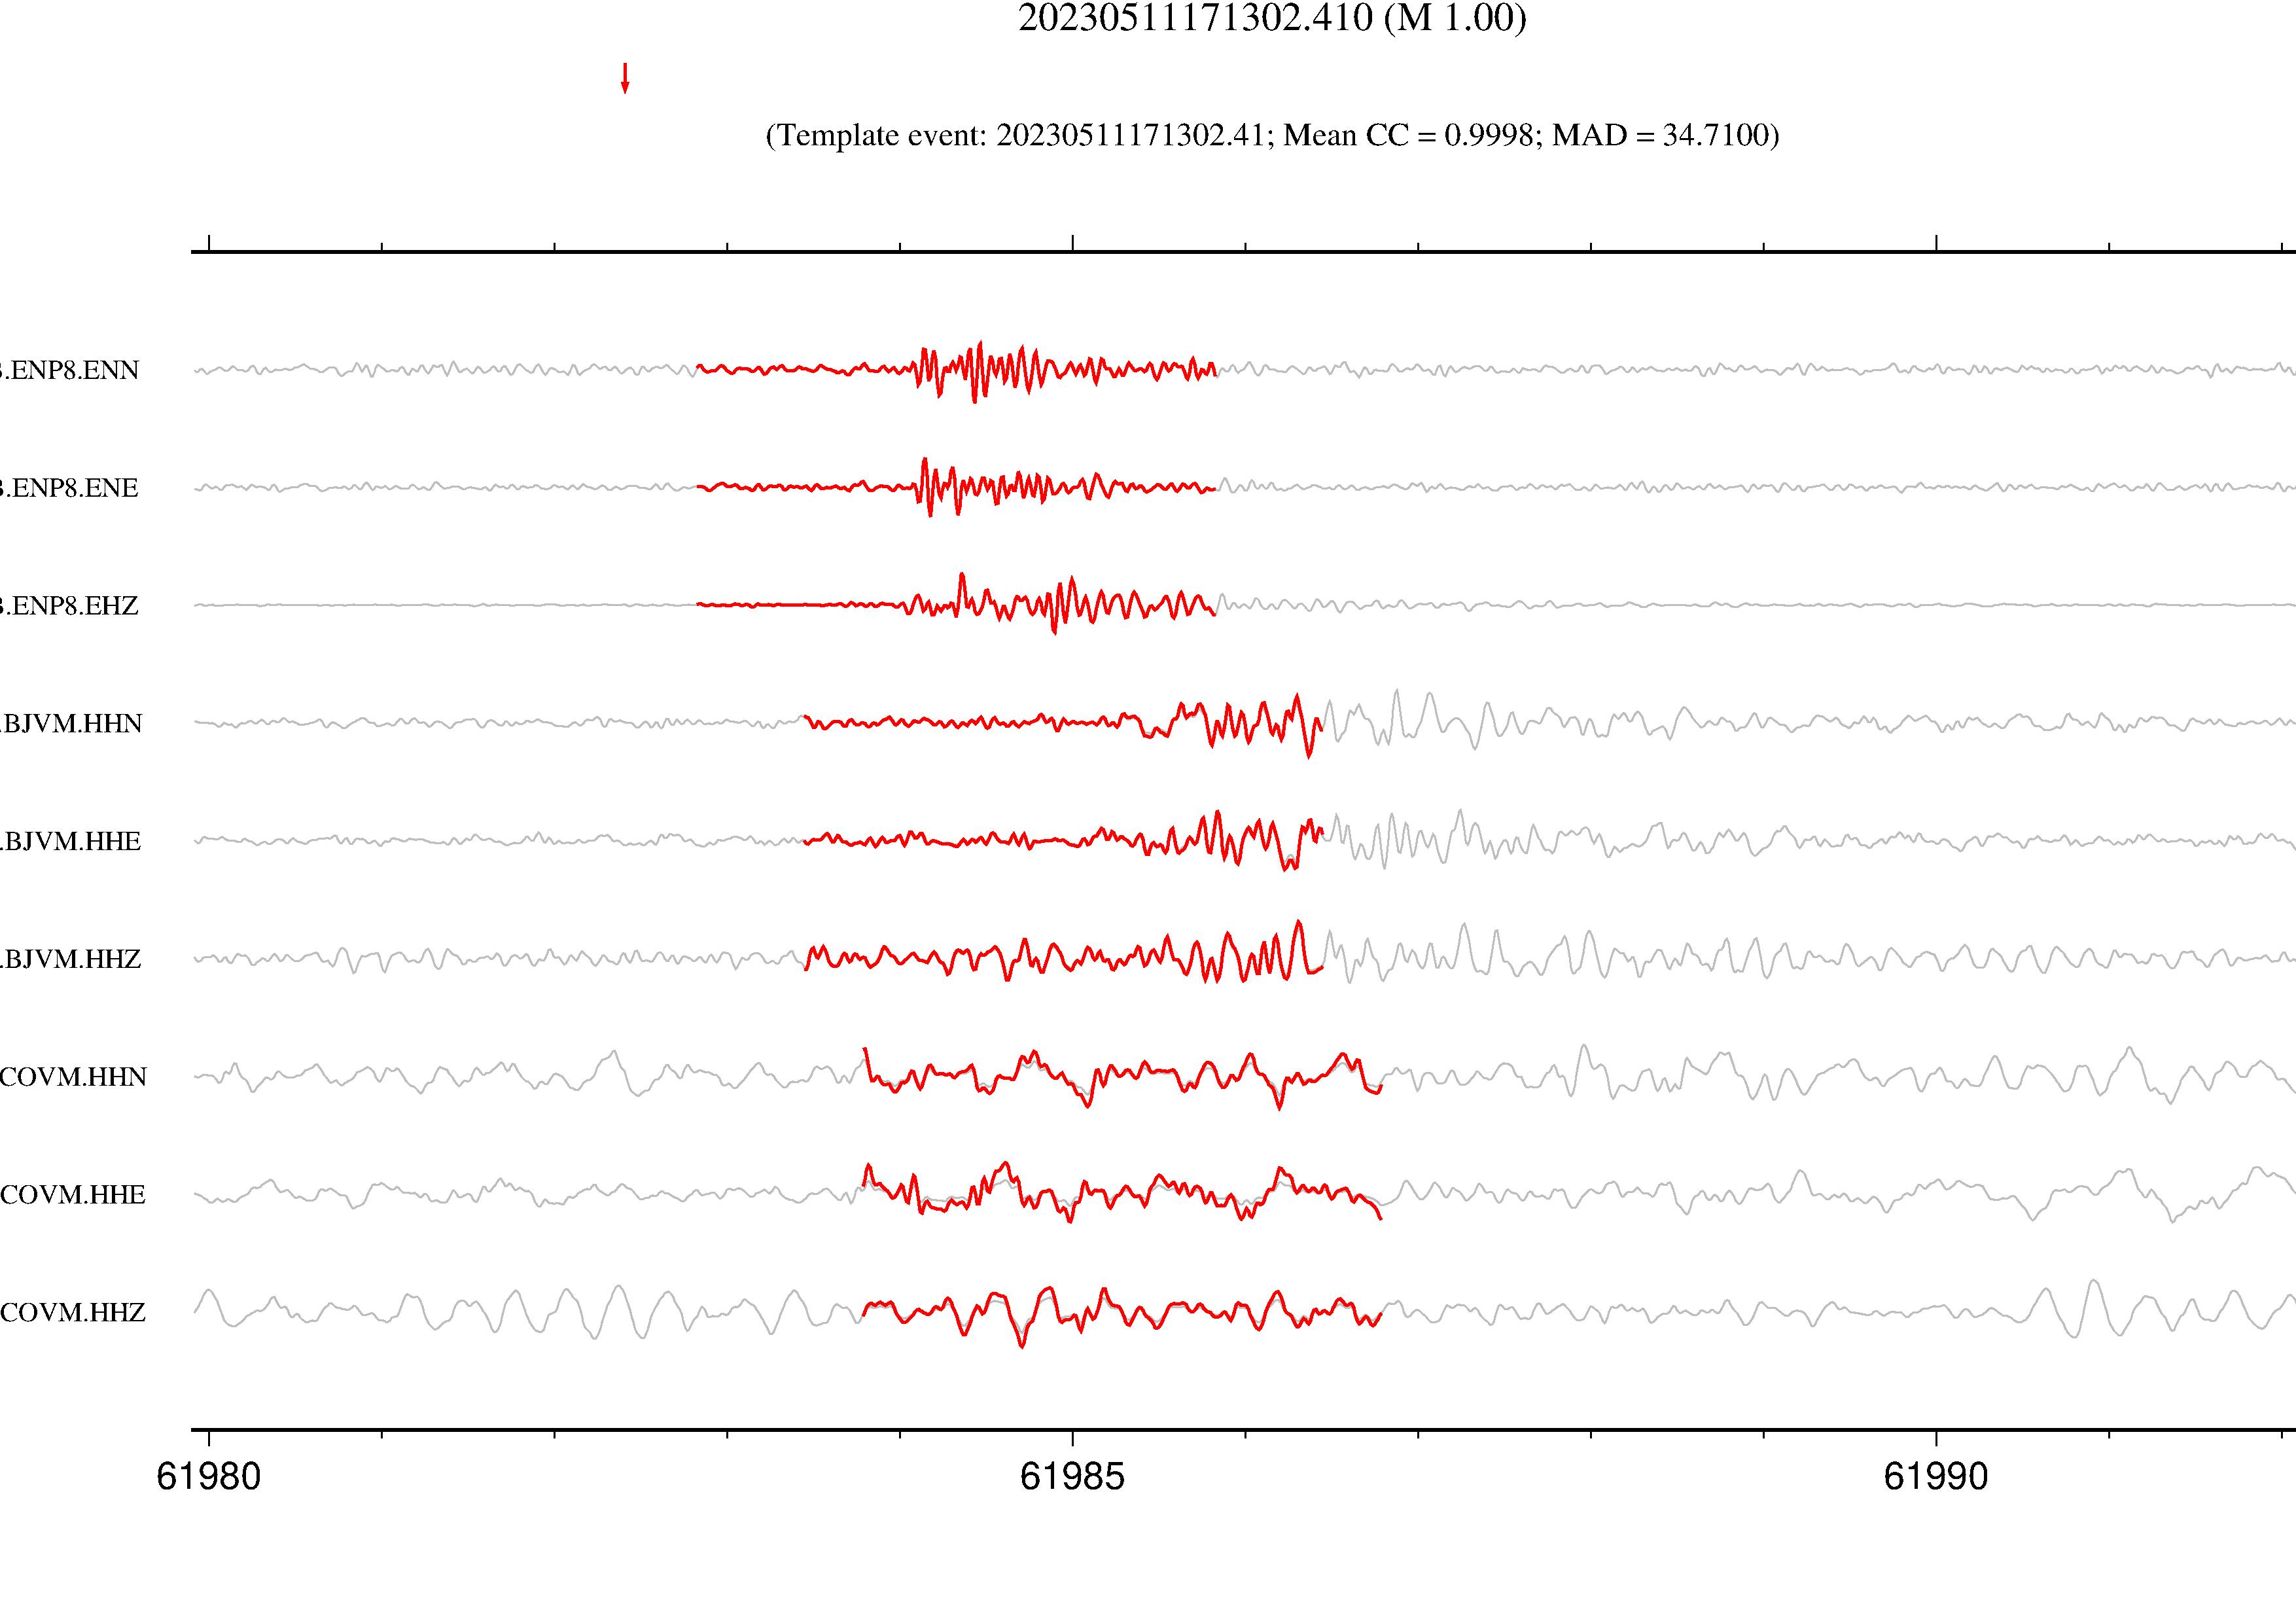 20230511171302.410 (M 1.00)
(Template event: 20230511171302.41; Mean CC = 0.9998; MAD = 34.7100)
.ENP8.ENN
.ENP8.ENE
.ENP8.EHZ
.BJVM.HHN
.BJVM.HHE
.BJVM.HHZ
COVM.HHN
COVM.HHE
COVM.HHZ
61980 61985 61990